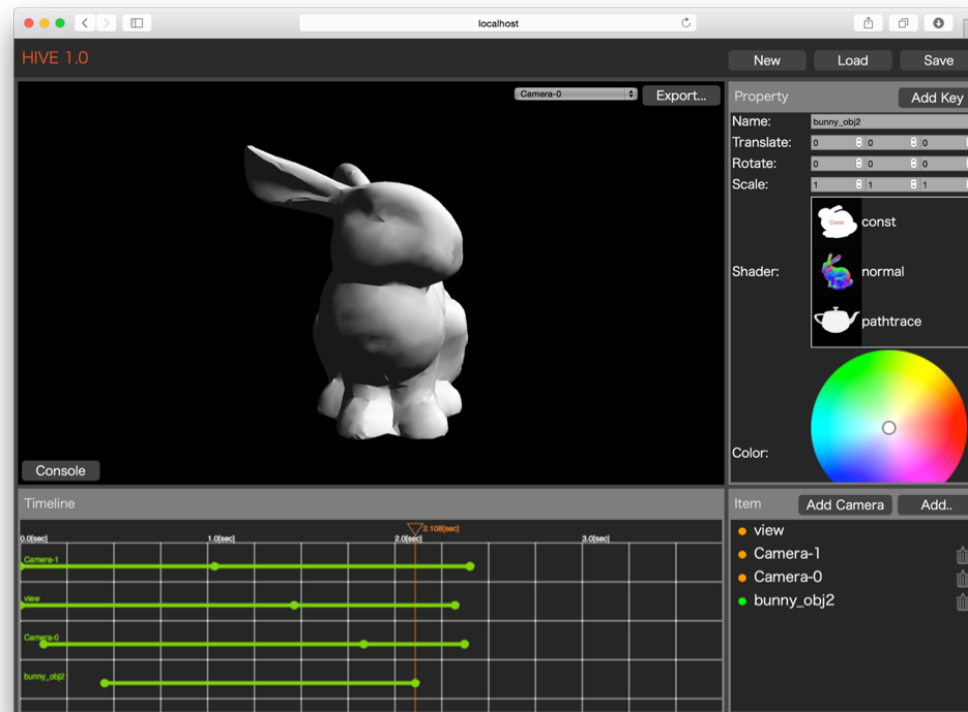 localhost
HIVE 1.0
New Load Save
Camera-0 Export...
Property Add Key
Name: bunny_obj2
Translate: 0 0 0
Rotate: 0 0 0
Scale: 1 1 1
Shader:
Const const
normal
pathtrace
Color:
Console
Timeline
2.108[sec]
0.0[sec] 1.0[sec] 2.0[sec] 3.0[sec]
Camera-1
view
Camera-0
bunny_obj2
Item Add Camera Add..
view
Camera-1
Camera-0
bunny_obj2